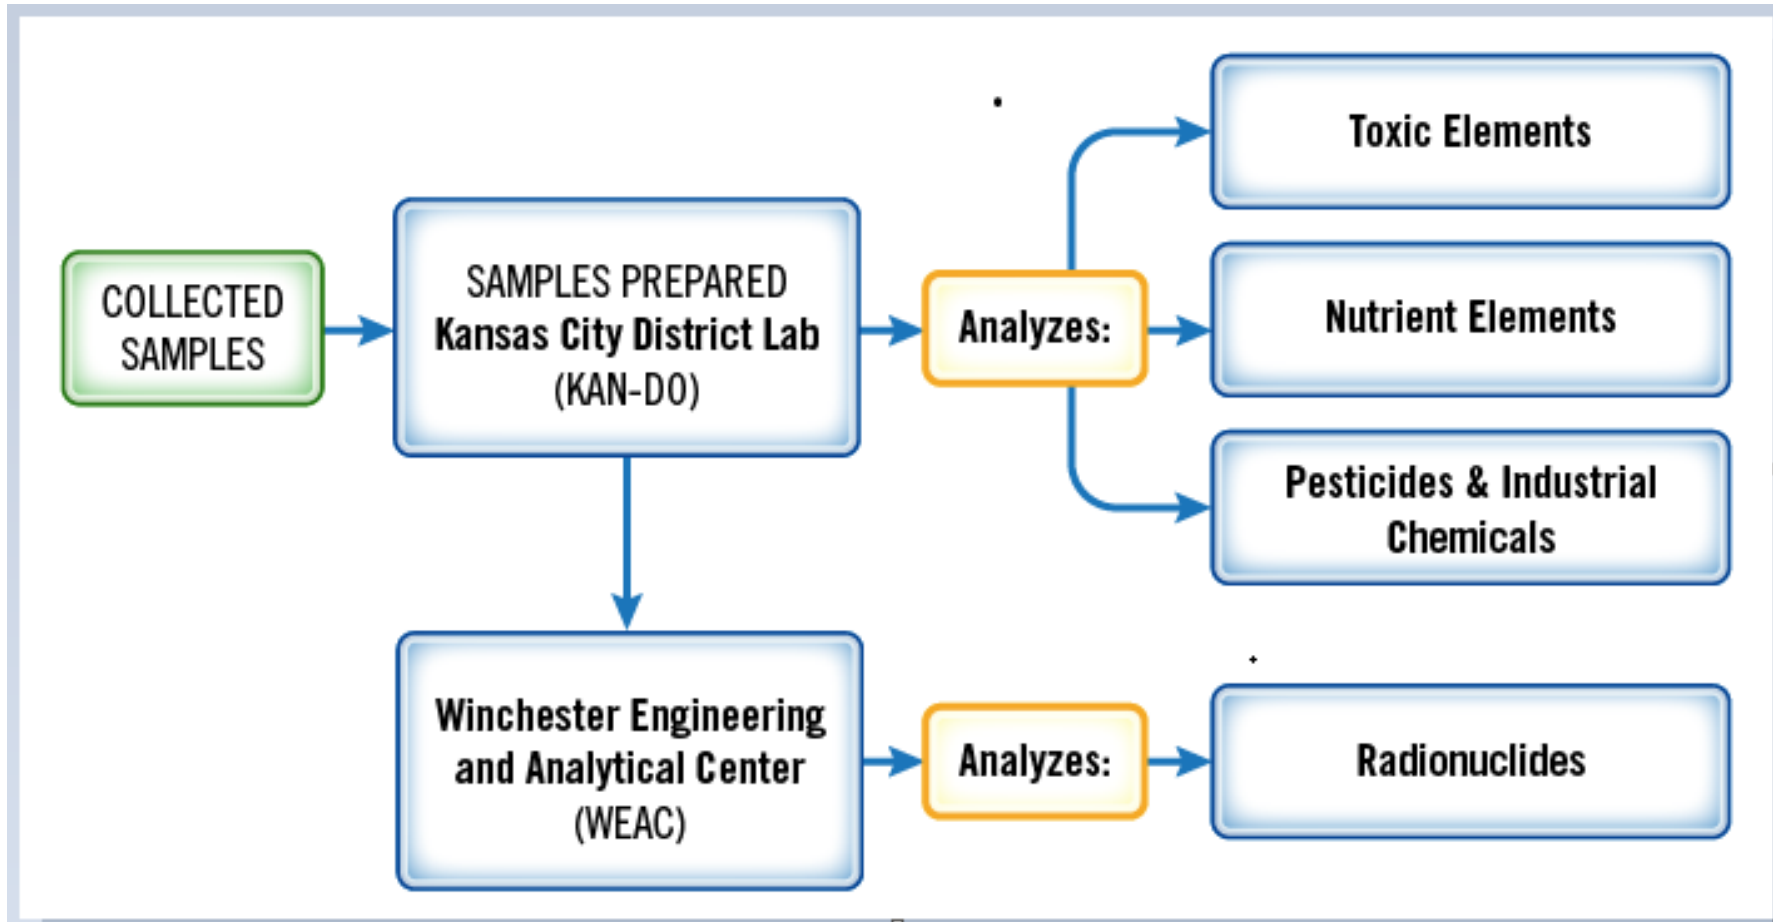 COLLECTED
SAMPLES
SAMPLES PREPARED
Kansas City District Lab
(KAN-DO)
Analyzes:
Toxic Elements
Nutrient Elements
Pesticides & Industrial
Chemicals
Winchester Engineering
and Analytical Center
(WEAC)
Analyzes:
Radionuclides